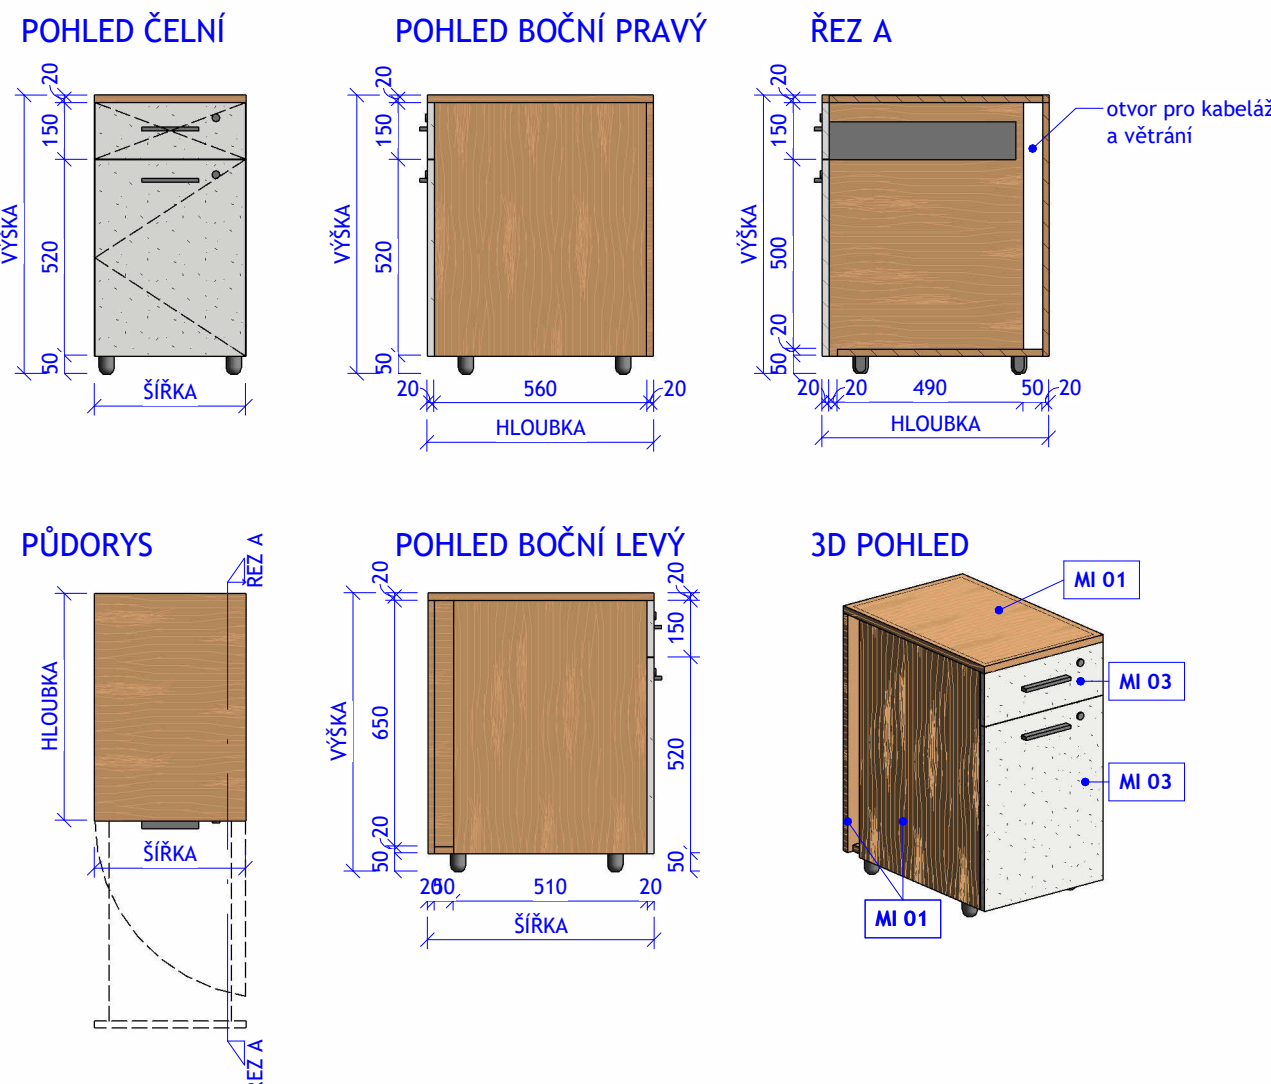 POHLED ČELNÍ
20
150
520
50
VÝŠKA
ŠÍŘKA
POHLED BOČNÍ PRAVÝ
20
150
520
50
VÝŠKA
20
560
20
HLOUBKA
ŘEZ A
otvor pro kabeláž
a větrání
20
150
500
20
50
VÝŠKA
20
20
490
50
20
HLOUBKA
PŮDORYS
ŘEZ A
HLOUBKA
ŠÍŘKA
ŘEZ A
POHLED BOČNÍ LEVÝ
20
650
20
50
VÝŠKA
20
150
520
50
20
50
510
20
ŠÍŘKA
3D POHLED
MI 01
MI 03
MI 03
MI 01